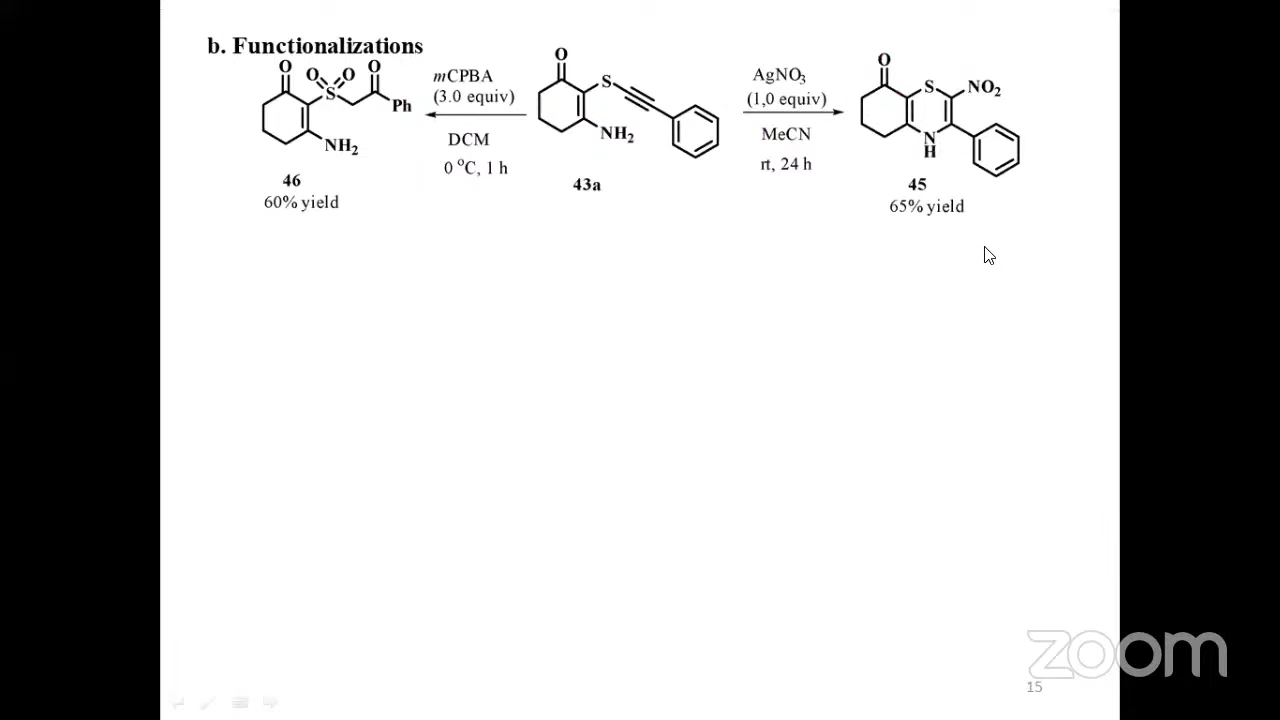 b. Functionalizations
O
O
O
O
S
Ph
NH2
46
60% yield
mCPBA
(3.0 equiv)
DCM
0 °C, 1 h
O
S
NH2
43a
AgNO3
(1,0 equiv)
MeCN
rt, 24 h
O
S
NO2
N
H
45
65% yield
zoom
15